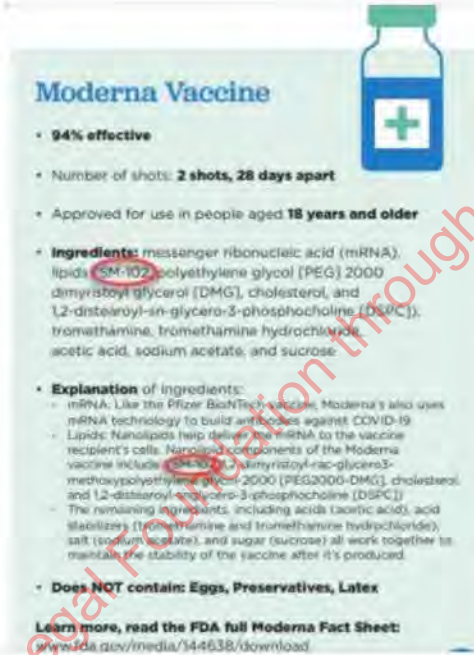 Moderna Vaccine
• 94% effective
• Number of shots: 2 shots, 28 days apart
• Approved for use in people aged 18 years and older
• Ingredients: messenger ribonucleic acid (mRNA),
lipids (SM-102, polyethylene glycol [PEG] 2000
dimyristoyl glycerol [DMG], cholesterol, and
1,2-distearoyl-sn-glycero-3-phosphocholine [DSPC]),
tromethamine, tromethamine hydrochloride,
acetic acid, sodium acetate, and sucrose
• Explanation of ingredients:
- mRNA: Like the Pfizer BioNTech vaccine, Moderna's also uses
mRNA technology to build antibodies against COVID-19
- Lipids: Nanolipids help deliver the mRNA to the vaccine
recipient's cells. Nanolipid components of the Moderna
vaccine include (SM-102, 1,2-dimyristoyl-rac-glycero3-
methoxypolyethylene glycol-2000 [PEG2000-DMG], cholesterol,
and 1,2-distearoyl-sn-glycero-3-phosphocholine [DSPC])
- The remaining ingredients, including acids (acetic acid), acid
stabilizers (tromethamine and tromethamine hydrochloride),
salt (sodium acetate), and sugar (sucrose) all work together to
maintain the stability of the vaccine after it's produced.
• Does NOT contain: Eggs, Preservatives, Latex
Learn more, read the FDA full Moderna Fact Sheet:
www.fda.gov/media/144638/download
Legal Foundation through